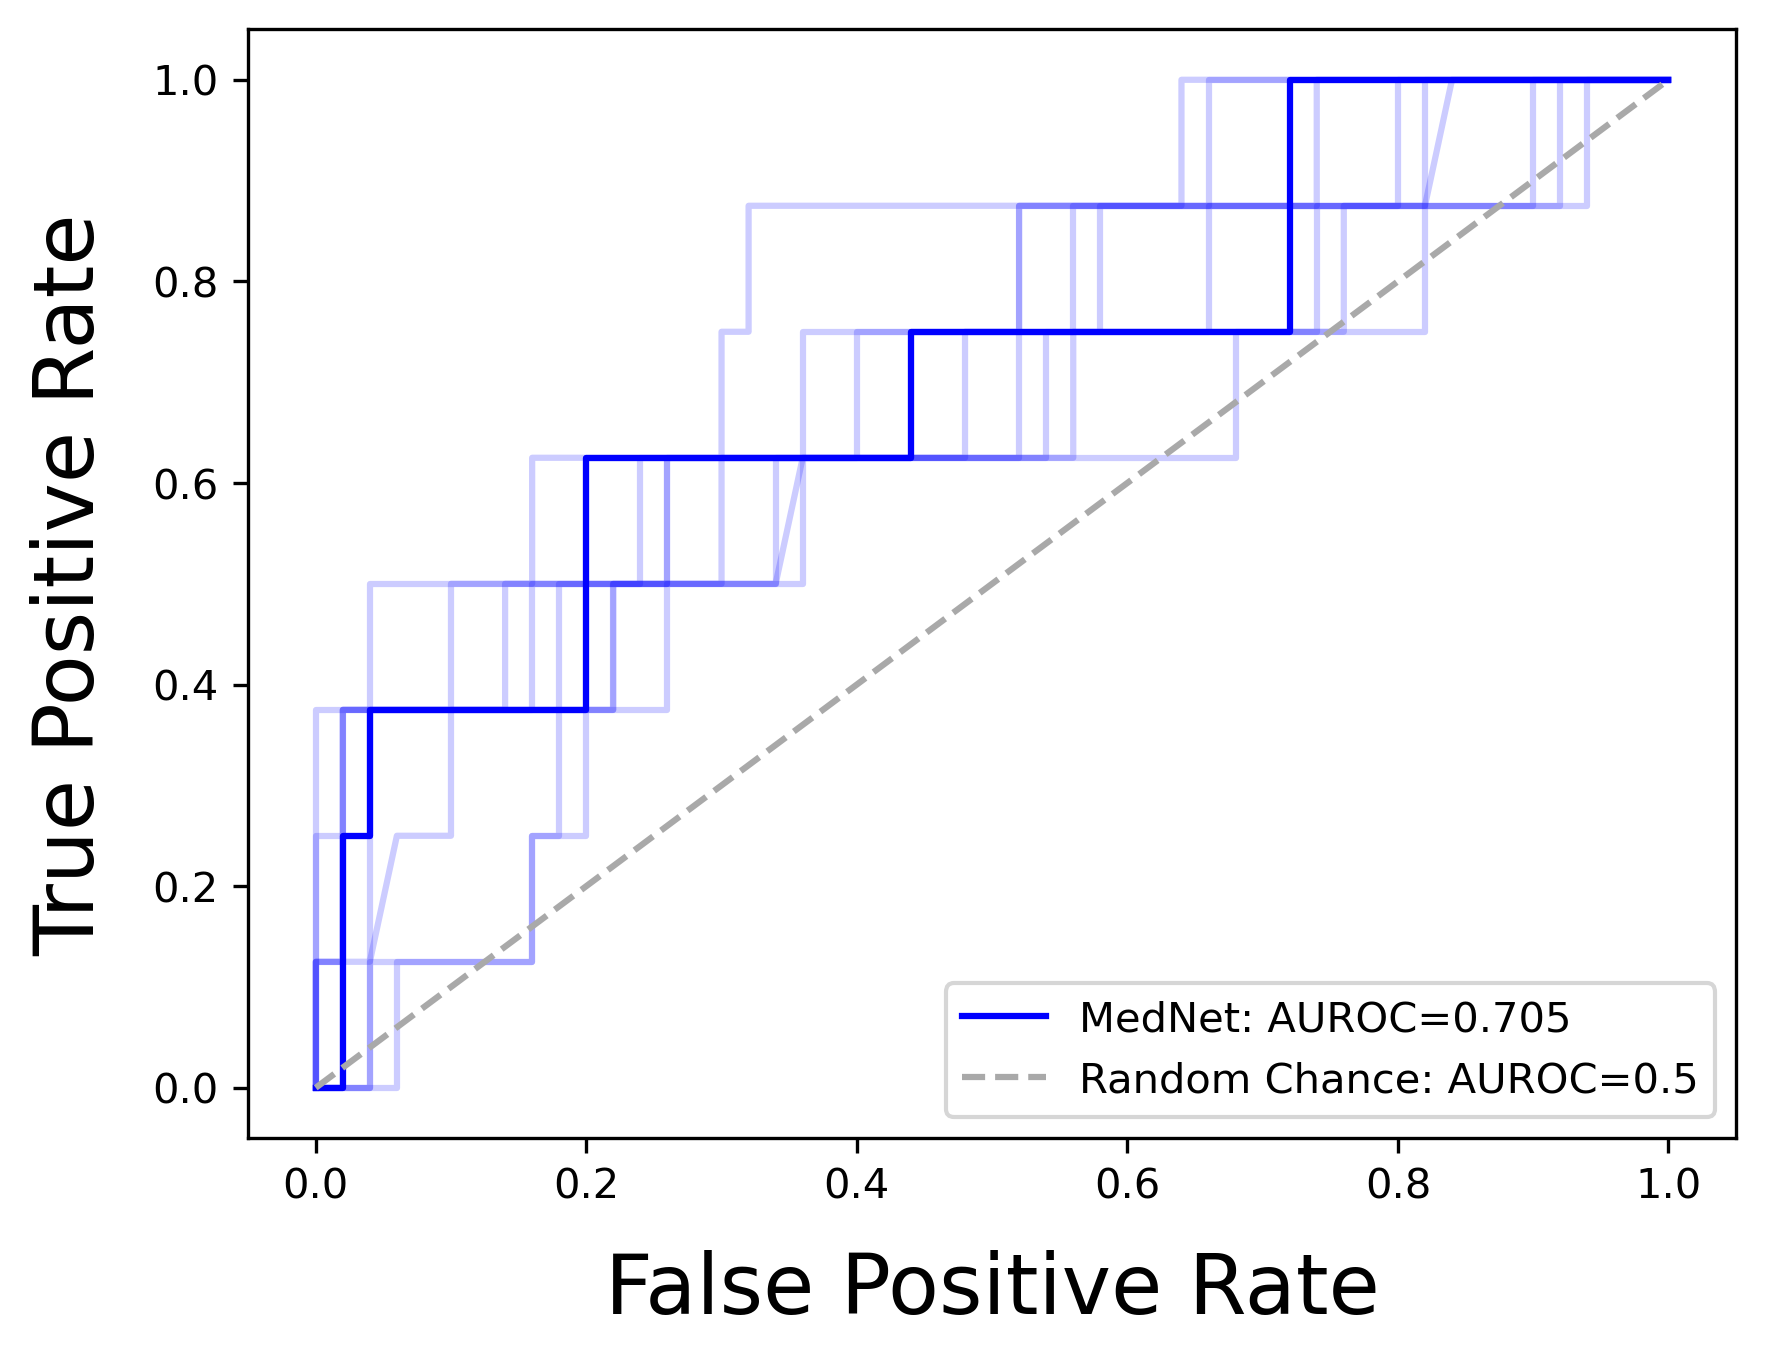 True Positive Rate
1.0
0.8
0.6
0.4
0.2
0.0
MedNet: AUROC=0.705
Random Chance: AUROC=0.5
0.0 0.2 0.4 0.6 0.8 1.0
False Positive Rate